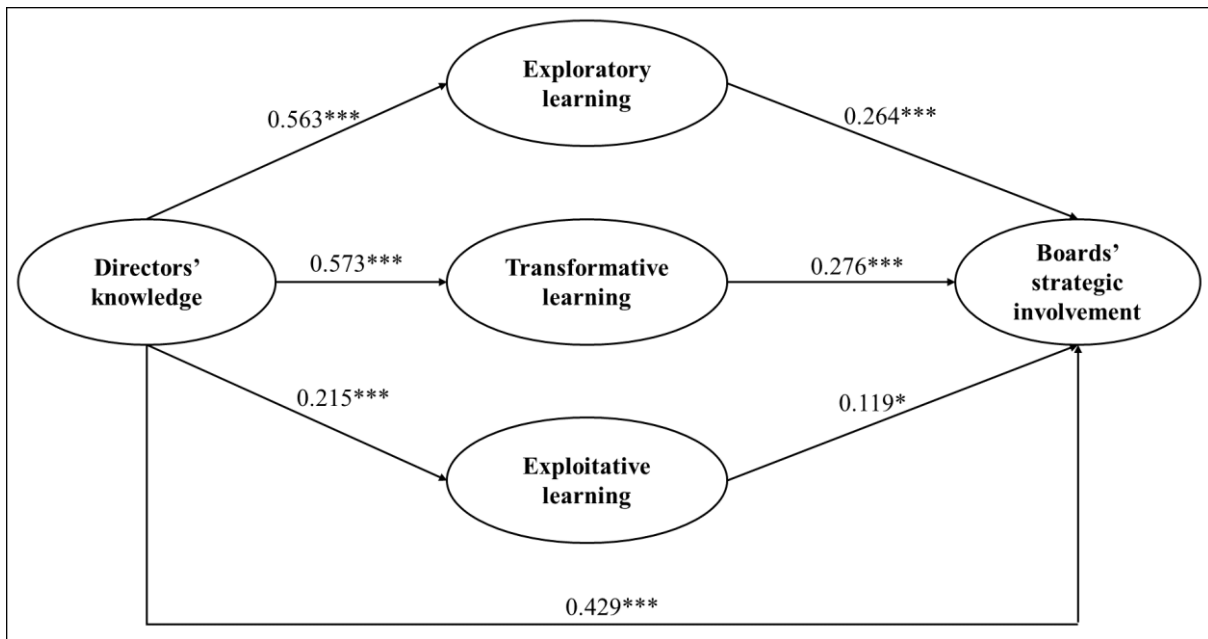 Exploratory
learning
0.563***
0.264***
Directors’
knowledge
0.573***
Transformative
learning
0.276***
Boards’
strategic
involvement
0.215***
0.119*
Exploitative
learning
0.429***